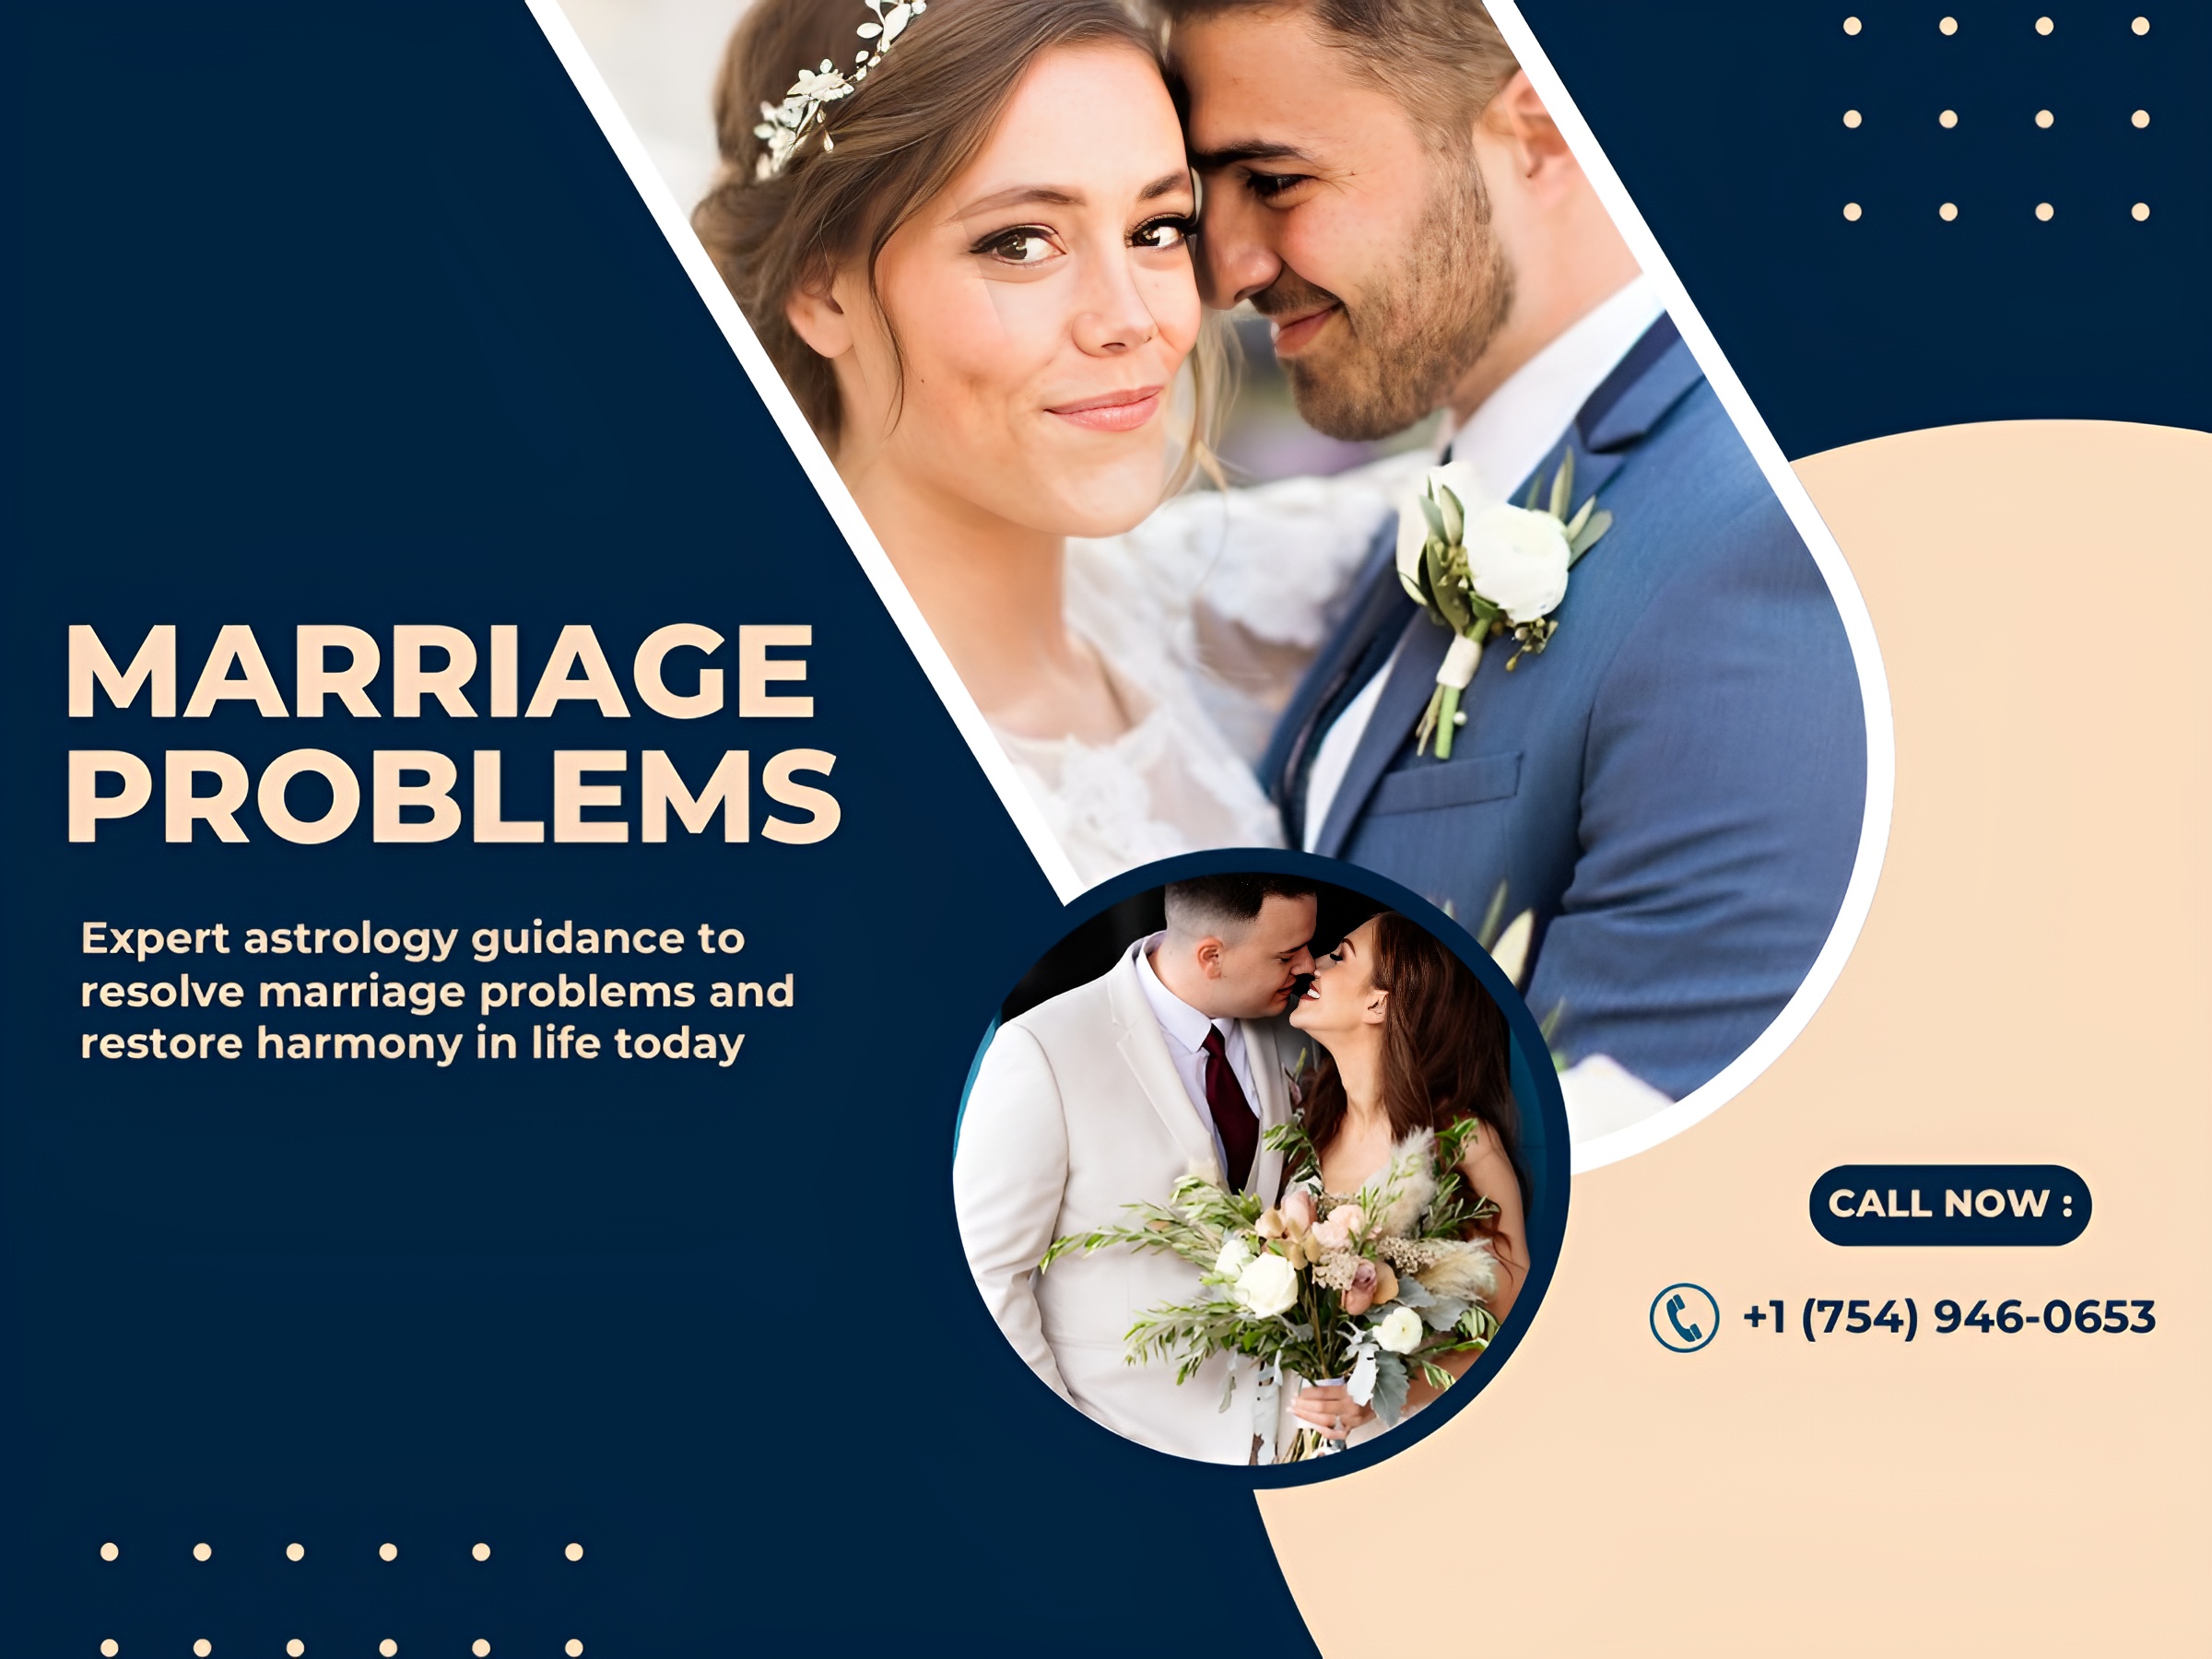 MARRIAGE
PROBLEMS
Expert astrology guidance to
resolve marriage problems and
restore harmony in life today
CALL NOW :
+1 (754) 946-0653